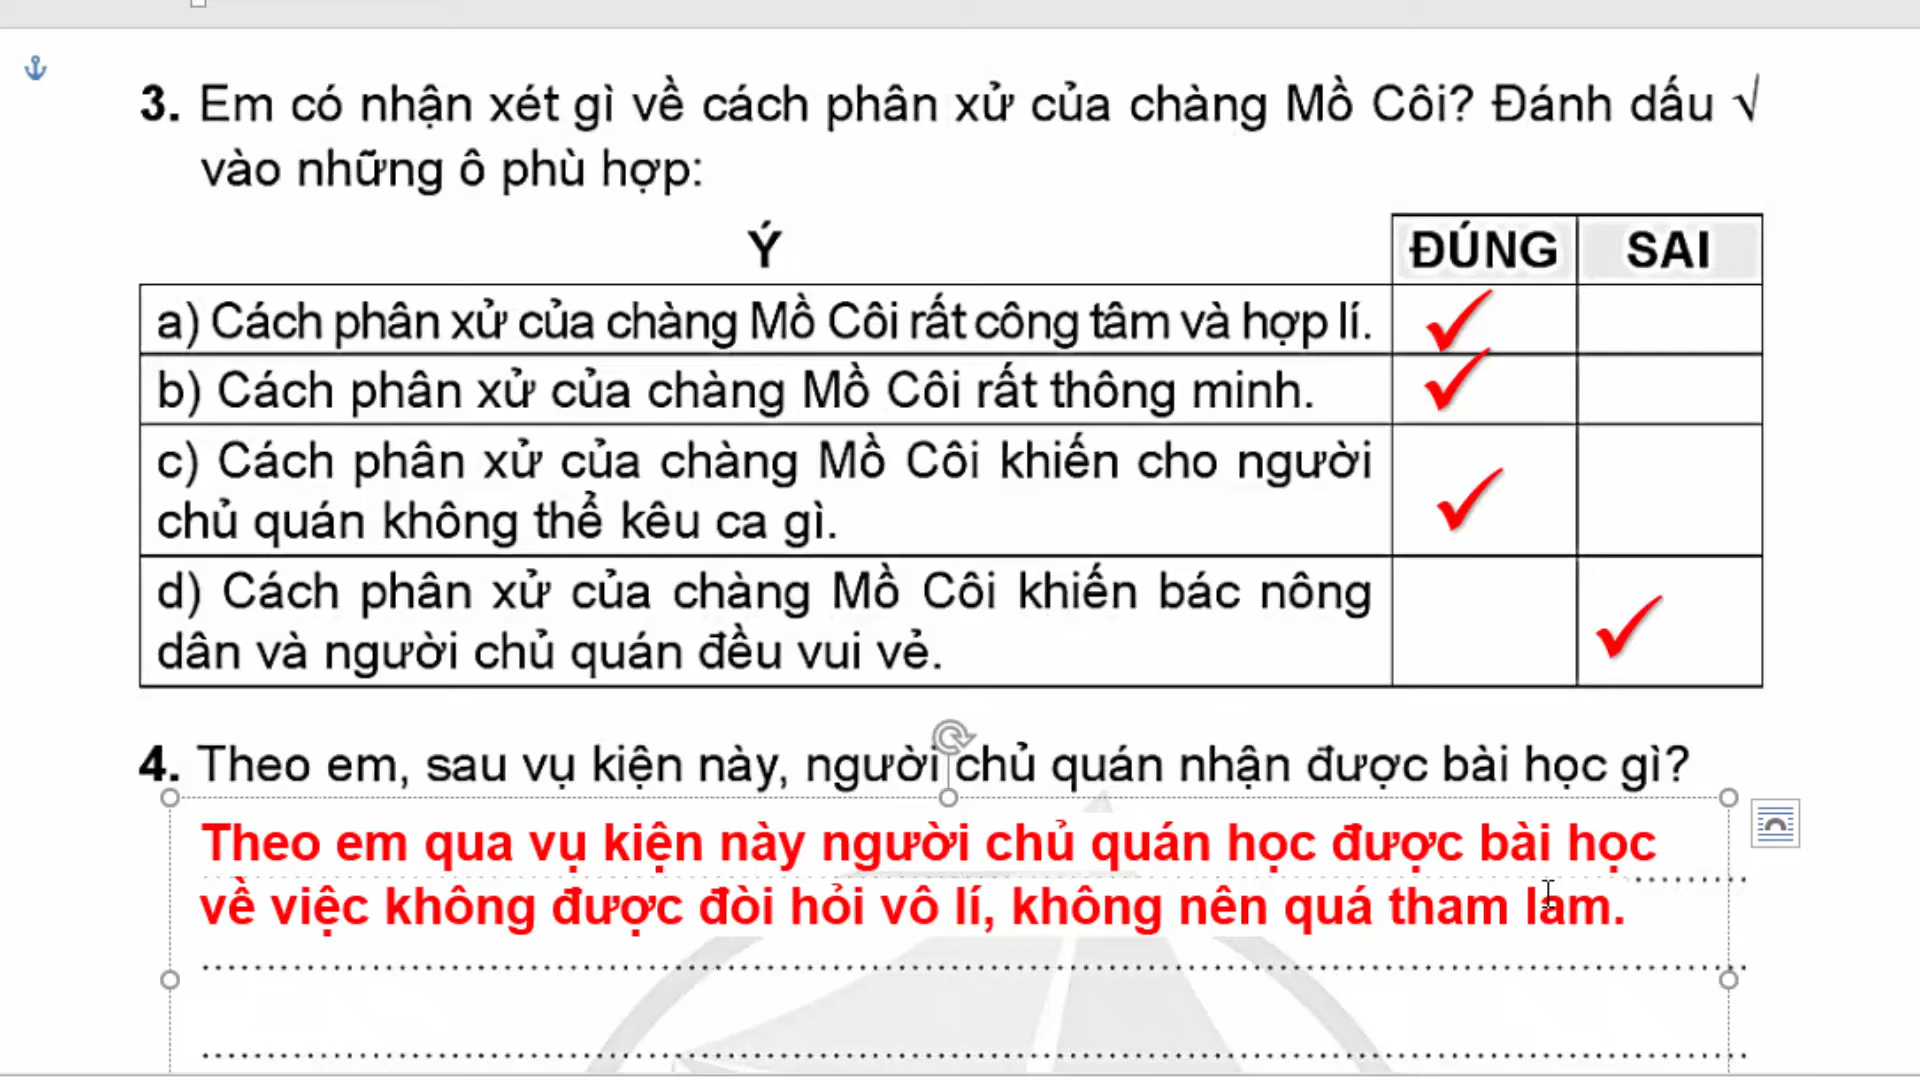 3. Em có nhận xét gì về cách phân xử của chàng Mồ Côi? Đánh dấu √
vào những ô phù hợp:
Ý ĐÚNG SAI
a) Cách phân xử của chàng Mồ Côi rất công tâm và hợp lí. ✓
b) Cách phân xử của chàng Mồ Côi rất thông minh. ✓
c) Cách phân xử của chàng Mồ Côi khiến cho người
chủ quán không thể kêu ca gì. ✓
d) Cách phân xử của chàng Mồ Côi khiến bác nông
dân và người chủ quán đều vui vẻ. ✓
4. Theo em, sau vụ kiện này, người chủ quán nhận được bài học gì?
Theo em qua vụ kiện này người chủ quán học được bài học
về việc không được đòi hỏi vô lí, không nên quá tham lam.